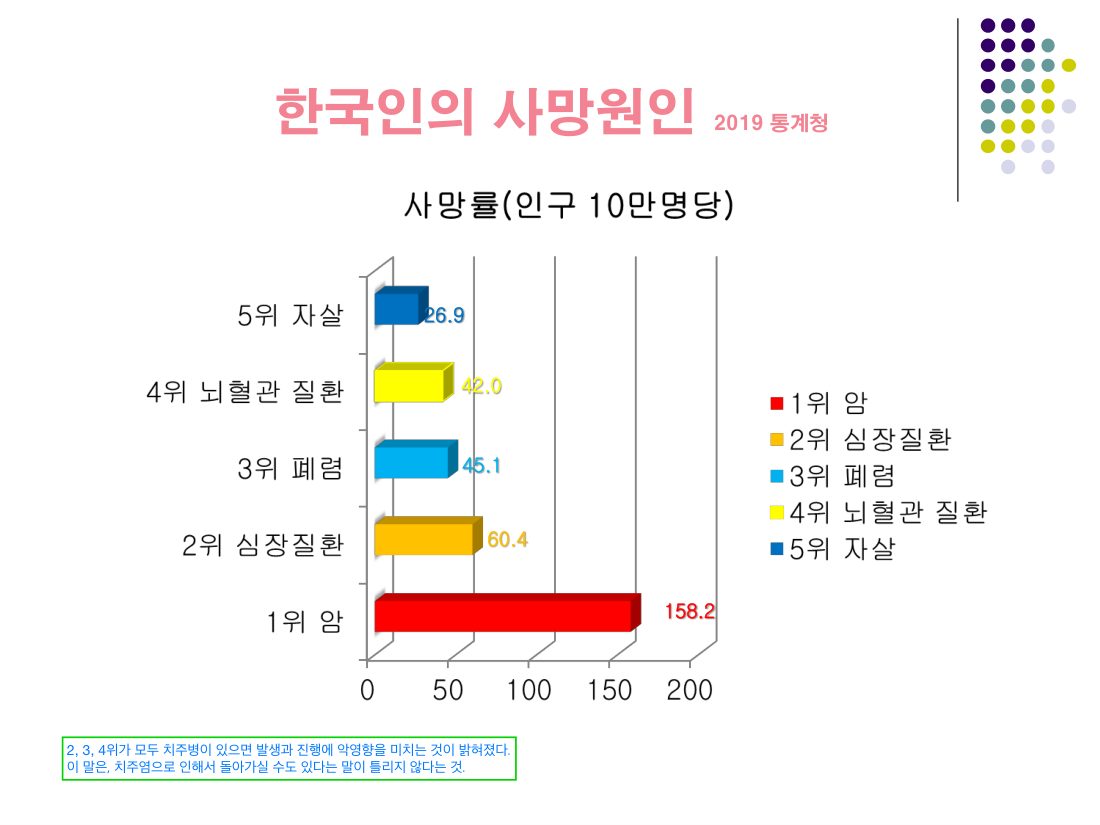 한국인의 사망원인 2019 통계청
사망률(인구 10만명당)
5위 자살
26.9
4위 뇌혈관 질환
42.0
3위 폐렴
45.1
2위 심장질환
60.4
1위 암
158.2
0 50 100 150 200
1위 암
2위 심장질환
3위 폐렴
4위 뇌혈관 질환
5위 자살
2, 3, 4위가 모두 치주병이 있으면 발생과 진행에 악영향을 미치는 것이 밝혀졌다.
이 말은, 치주염으로 인해서 돌아가실 수도 있다는 말이 틀리지 않다는 것.